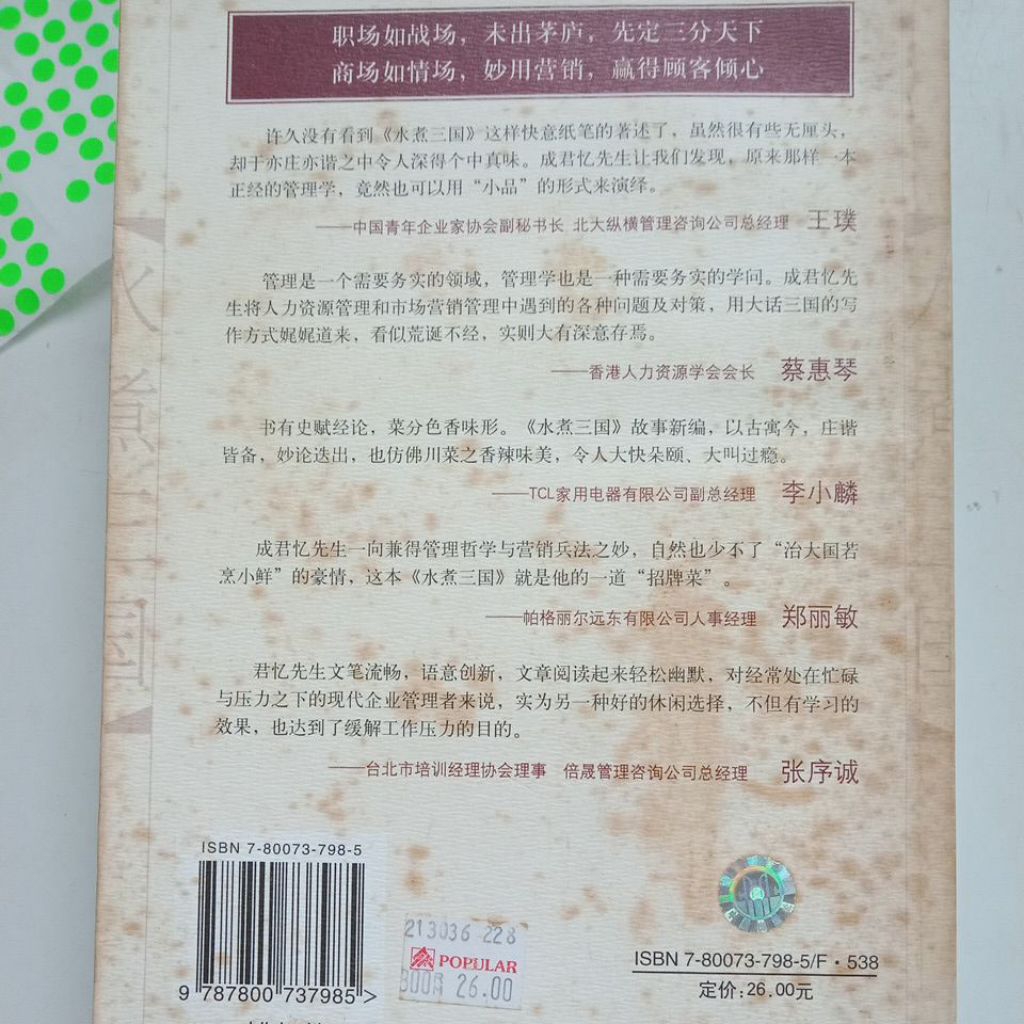 职场如战场，未出茅庐，先定三分天下
商场如情场，妙用营销，赢得顾客倾心
许久没有看到《水煮三国》这样快意纸笔的著述了，虽然很有些无厘头，
却于亦庄亦谐之中令人深得个中真味。成君忆先生让我们发现，原来那样一本
正经的管理学，竟然也可以用“小品”的形式来演绎。
——中国青年企业家协会副秘书长 北大纵横管理咨询公司总经理 王璞
管理是一个需要务实的领域，管理学也是一种需要务实的学问。成君忆先
生将人力资源管理和市场营销管理中遇到的各种问题及对策，用大话三国的写
作方式娓娓道来，看似荒诞不经，实则大有深意存焉。
——香港人力资源学会会长 蔡惠琴
书有史赋经论，菜分色香味形。《水煮三国》故事新编，以古寓今，庄谐
皆备，妙论迭出，也仿佛川菜之香辣味美，令人大快朵颐、大叫过瘾。
——TCL家用电器有限公司副总经理 李小麟
成君忆先生一向兼得管理哲学与营销兵法之妙，自然也少不了“治大国若
烹小鲜”的豪情，这本《水煮三国》就是他的一道“招牌菜”。
——帕格丽尔远东有限公司人事经理 郑丽敏
君忆先生文笔流畅，语意创新，文章阅读起来轻松幽默，对经常处在忙碌
与压力之下的现代企业管理者来说，实为另一种好的休闲选择，不但有学习的
效果，也达到了缓解工作压力的目的。
——台北市培训经理协会理事 倍晟管理咨询公司总经理 张序诚
水煮三国
ISBN 7-80073-798-5
9 787800 737985 >
213036 228
POPULAR
26.00
ISBN 7-80073-798-5/F·538
定价:26.00元